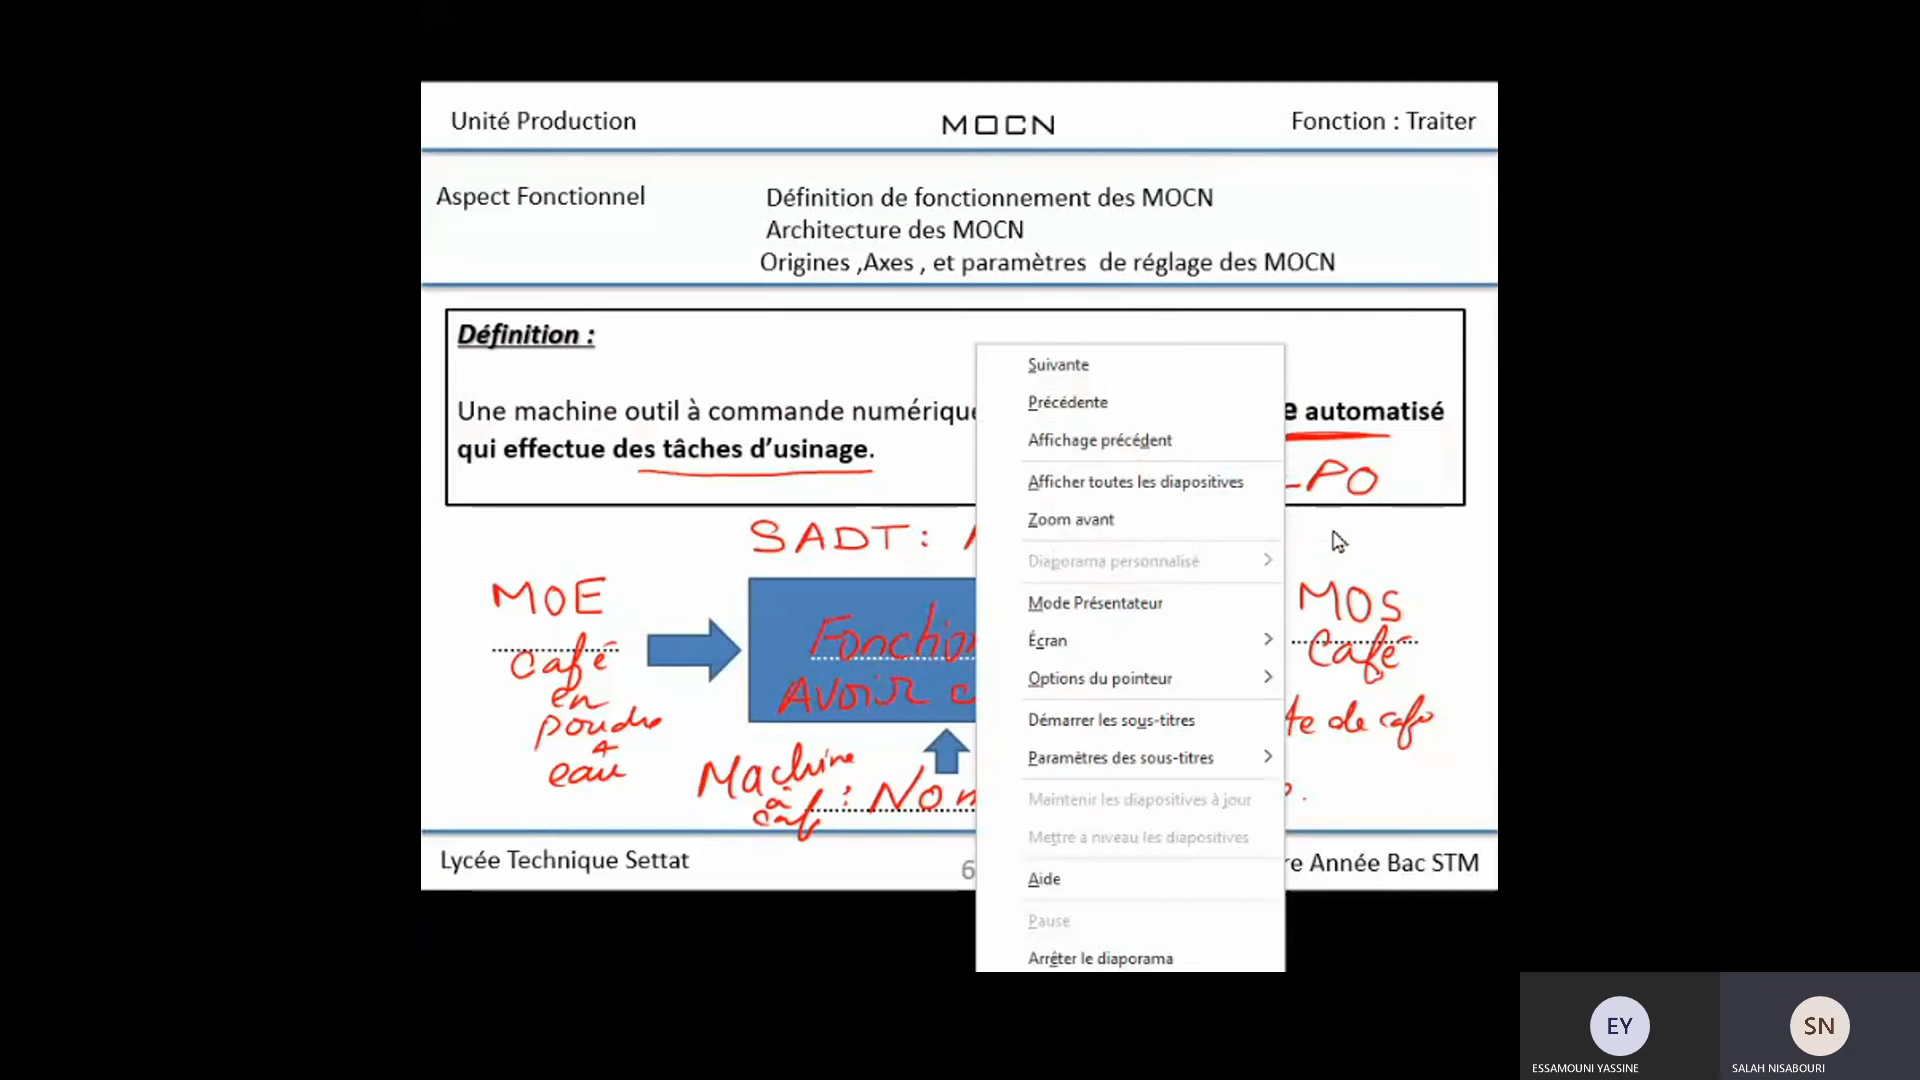 Unité Production
MOCN
Fonction : Traiter
Aspect Fonctionnel
Définition de fonctionnement des MOCN
Architecture des MOCN
Origines ,Axes , et paramètres de réglage des MOCN
Définition :
Une machine outil à commande numérique
automatisé
qui effectue des tâches d'usinage.
PO
SADT :
MOE
Café
en
poudre
+
eau
Fonction
Avoir
Machine
à
caf : Nom
MOS
Café
te de café
Suivante
Précédente
Affichage précédent
Afficher toutes les diapositives
Zoom avant
Diaporama personnalisé
Mode Présentateur
Écran
Options du pointeur
Démarrer les sous-titres
Paramètres des sous-titres
Maintenir les diapositives à jour
Mettre à niveau les diapositives
Aide
Pause
Arrêter le diaporama
Lycée Technique Settat
6
re Année Bac STM
EY
ESSAMOUNI YASSINE
SN
SALAH NISABOURI